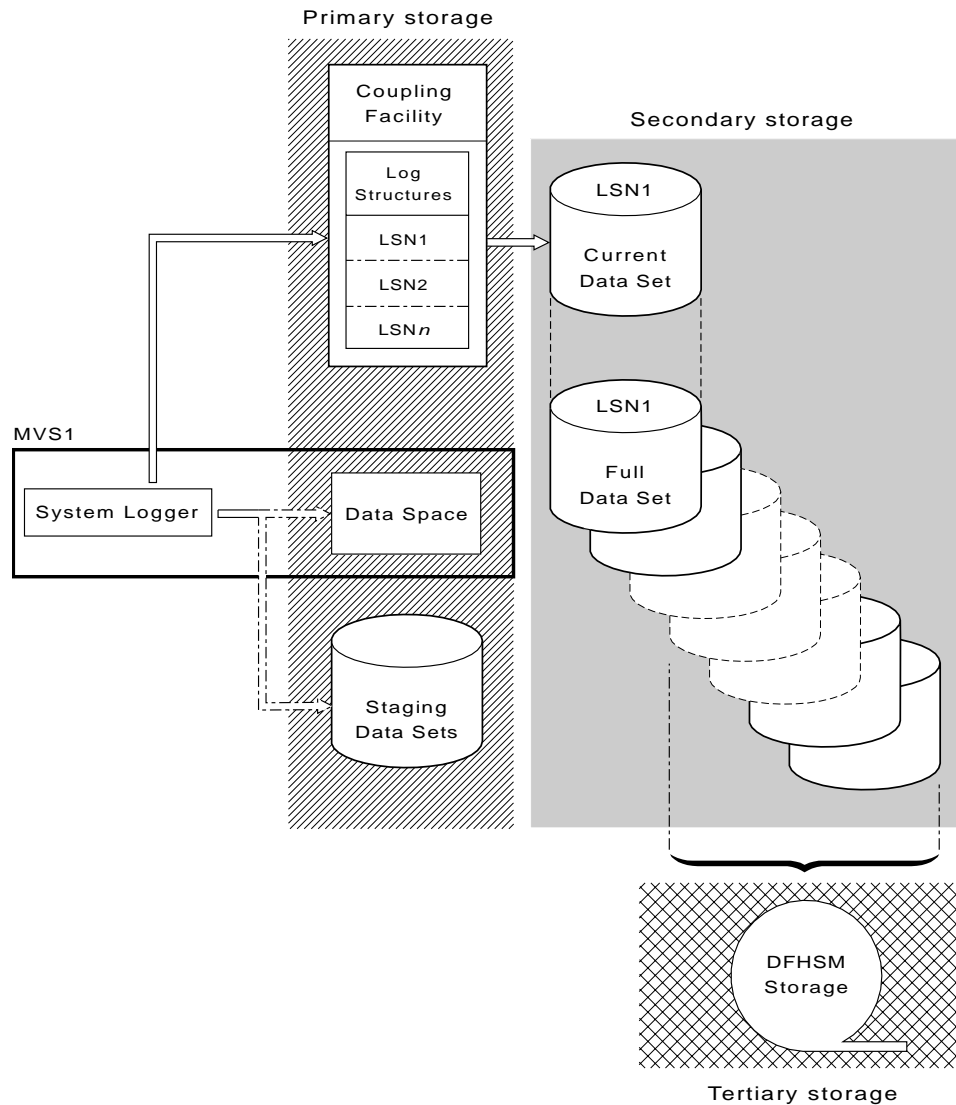 Primary storage
Coupling
Facility
Log
Structures
LSN1
LSN2
LSNn
Secondary storage
LSN1
Current
Data Set
LSN1
Full
Data Set
MVS1
System Logger
Data Space
Staging
Data Sets
DFHSM
Storage
Tertiary storage